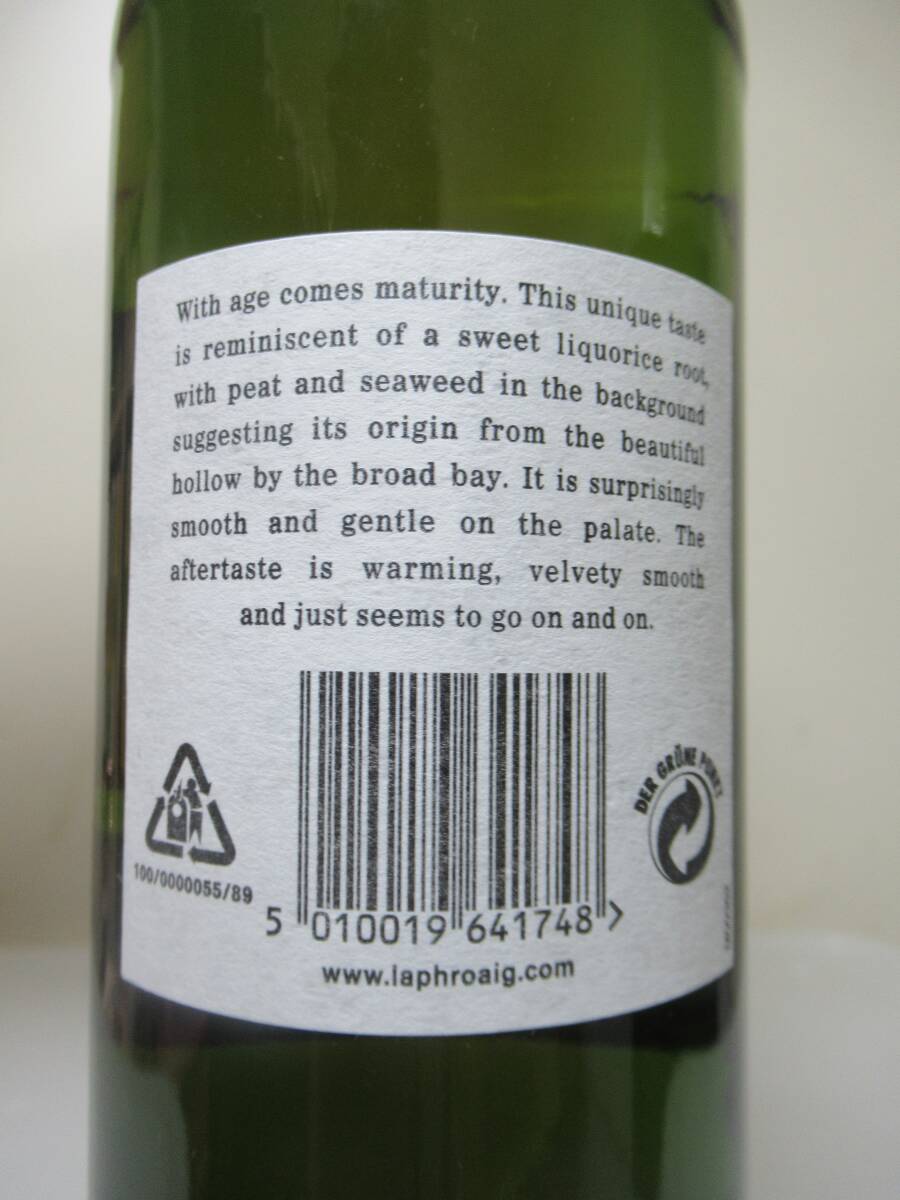 With age comes maturity. This unique taste
is reminiscent of a sweet liquorice root,
with peat and seaweed in the background
suggesting its origin from the beautiful
hollow by the broad bay. It is surprisingly
smooth and gentle on the palate. The
aftertaste is warming, velvety smooth
and just seems to go on and on.
DER GRÜNE PUNKT
100/0000055/89
5 010019 641748 >
www.laphroaig.com